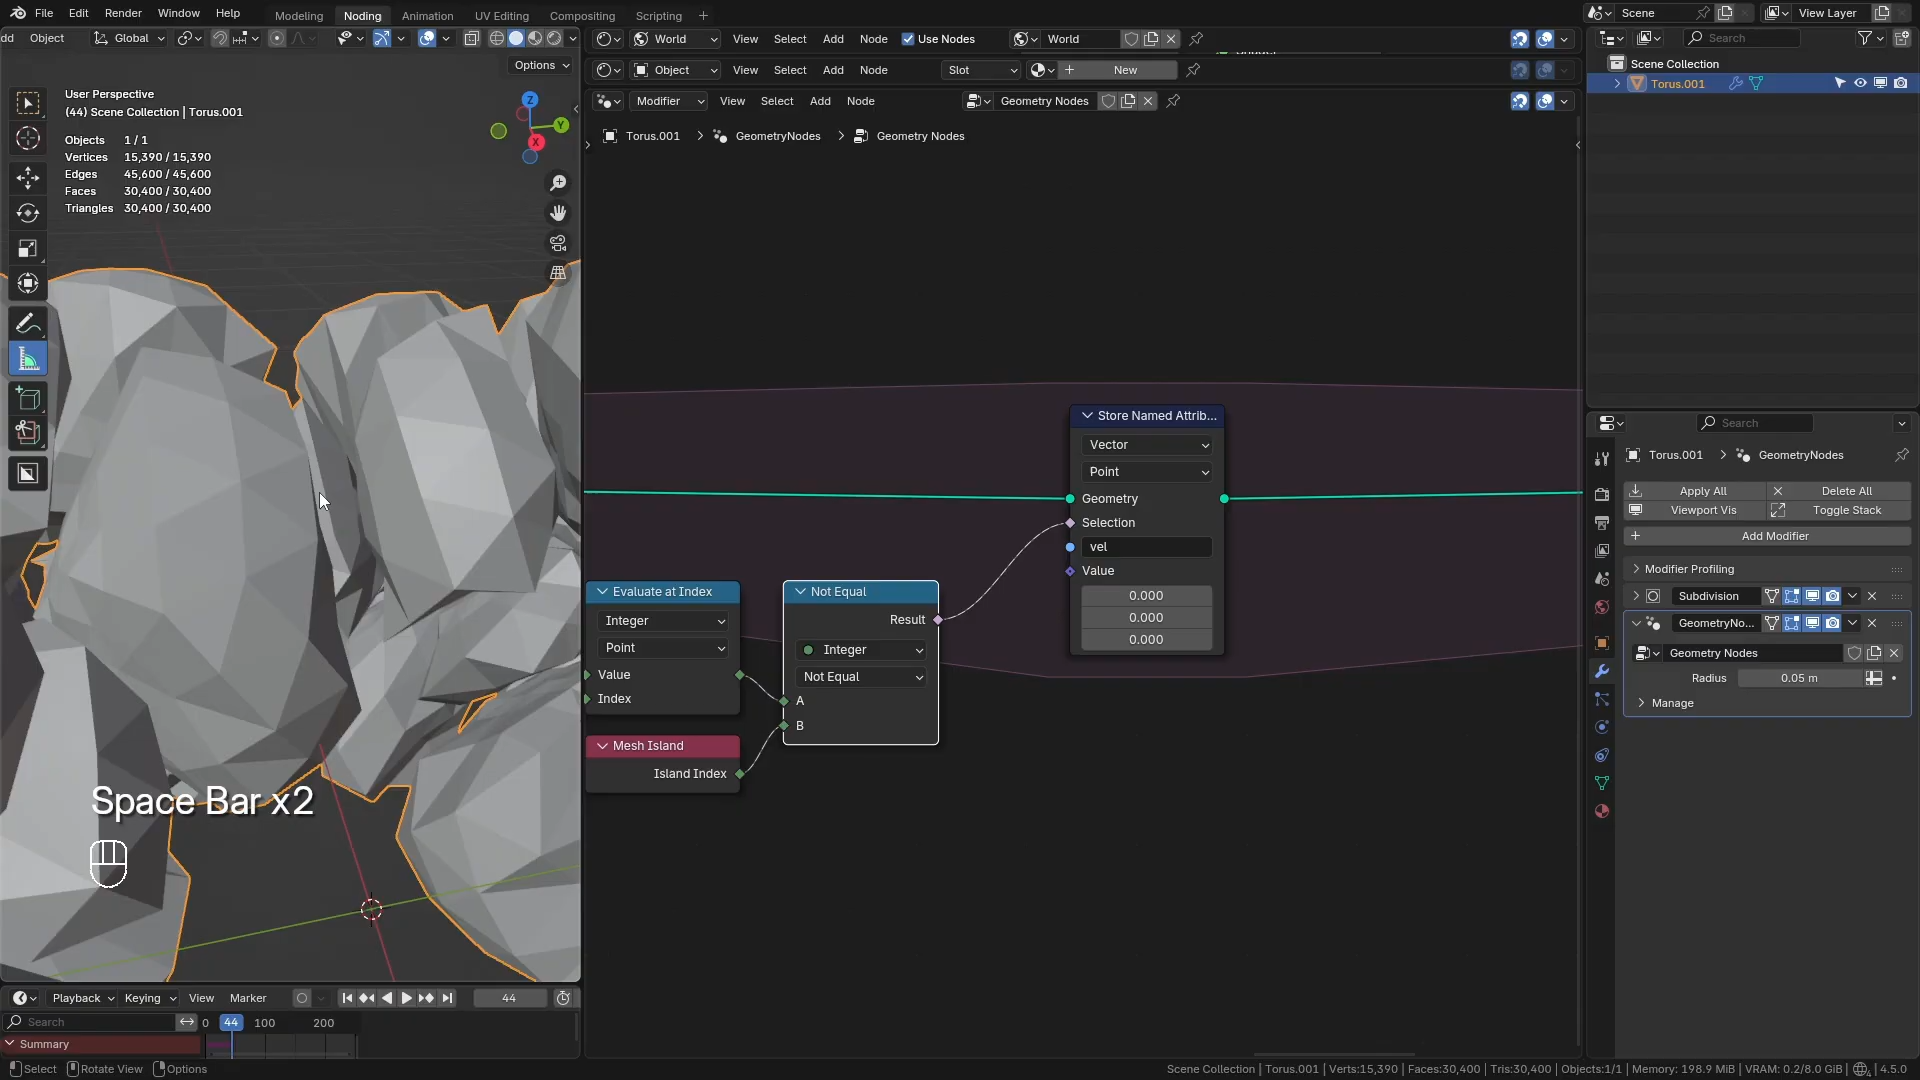 File Edit Render Window Help
Modeling Noding Animation UV Editing Compositing Scripting
Scene View Layer
dd Object Global
World View Select Add Node Use Nodes World
Object View Select Add Node Slot New
Modifier View Select Add Node Geometry Nodes
Options
Torus.001 GeometryNodes Geometry Nodes
User Perspective
(44) Scene Collection | Torus.001
Objects 1 / 1
Vertices 15,390 / 15,390
Edges 45,600 / 45,600
Faces 30,400 / 30,400
Triangles 30,400 / 30,400
Z
Y
X
Store Named Attrib...
Vector
Point
Geometry
Selection
vel
Value
0.000
0.000
0.000
Evaluate at Index
Integer
Point
Value
Index
Not Equal
Result
Integer
Not Equal
A
B
Mesh Island
Island Index
Space Bar x2
Search
Scene Collection
Torus.001
Search
Torus.001 GeometryNodes
Apply All Delete All
Viewport Vis Toggle Stack
Add Modifier
Modifier Profiling
Subdivision
GeometryNo...
Geometry Nodes
Radius 0.05 m
Manage
Playback Keying View Marker 44
Search 0 44 100 200
Summary
Select Rotate View Options
Scene Collection | Torus.001 | Verts:15,390 | Faces:30,400 | Tris:30,400 | Objects:1/1 | Memory: 198.9 MiB | VRAM: 0.2/8.0 GiB | 4.5.0